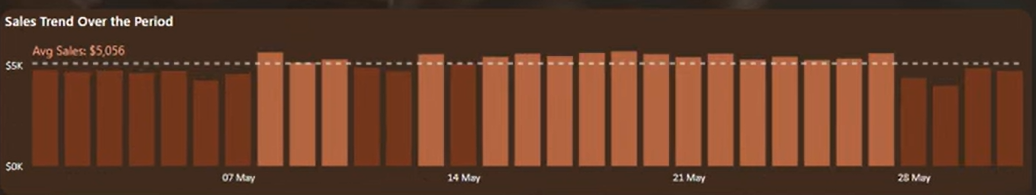 Sales Trend Over the Period
Avg Sales: $5,056
$5K
$0K
07 May
14 May
21 May
28 May